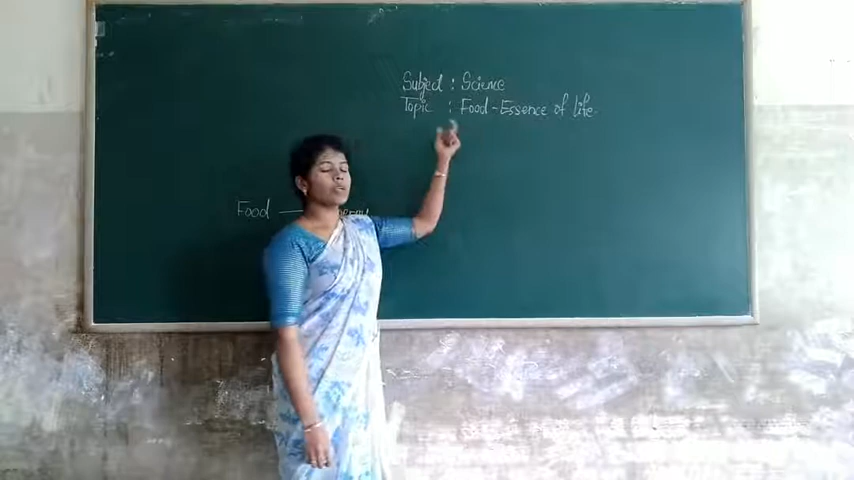 Subject : Science
Topic : Food - Essence of life.
Food —